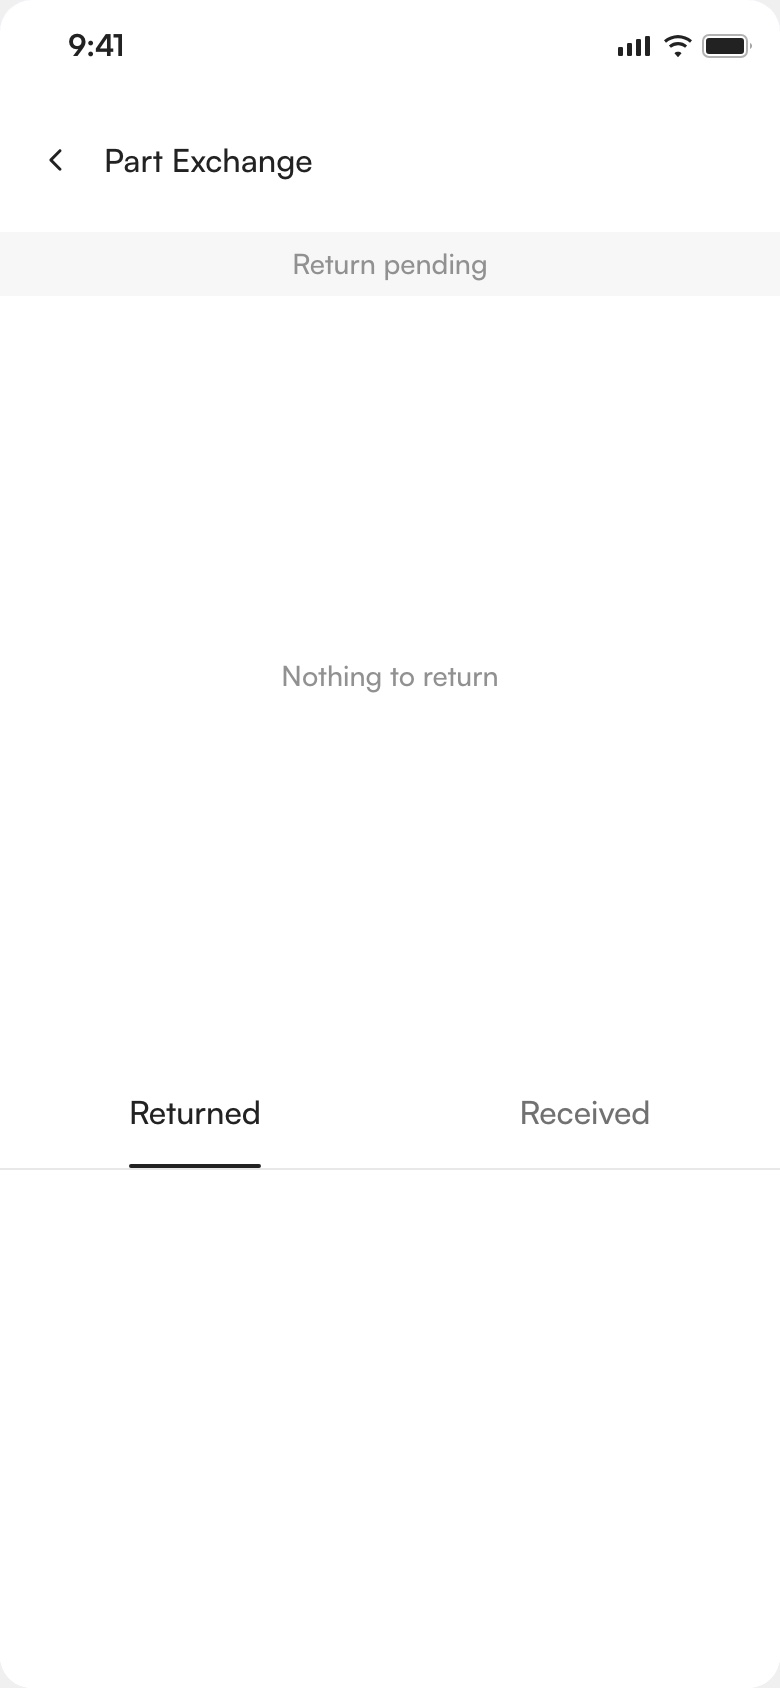 9:41
Part Exchange
Return pending
Nothing to return
Returned
Received